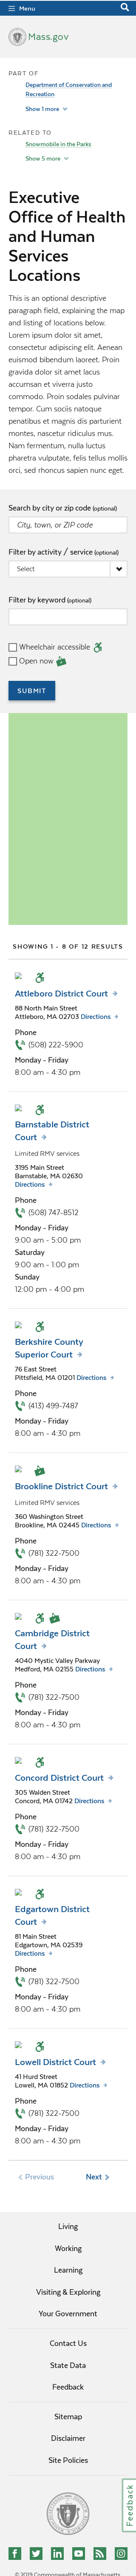 Menu
Mass.gov
PART OF
Department of Conservation and
Recreation
Show 1 more
RELATED TO
Snowmobile in the Parks
Show 5 more
Executive
Office of Health
and Human
Services
Locations
This is an optional descriptive
paragraph field, explaining the map
and listing of locations below.
Lorem ipsum dolor sit amet,
consectetur adipiscing elit. Aenean
euismod bibendum laoreet. Proin
gravida dolor sit amet lacus
accumsan et viverra justo
commodo. Proin sodales pulvinar
tempor. Cum sociis natoque
penatibus et magnis dis parturient
montes, nascetur ridiculus mus.
Nam fermentum, nulla luctus
pharetra vulputate, felis tellus mollis
orci, sed rhoncus sapien nunc eget.
Search by city or zip code (optional)
City, town, or ZIP code
Filter by activity / service (optional)
Select
Filter by keyword (optional)
Wheelchair accessible
Open now
SUBMIT
SHOWING 1 - 8 OF 12 RESULTS
Attleboro District Court
88 North Main Street
Attleboro, MA 02703 Directions
Phone
(508) 222-5900
Monday - Friday
8:00 am - 4:30 pm
Barnstable District
Court
Limited RMV services
3195 Main Street
Barnstable, MA 02630
Directions
Phone
(508) 747-8512
Monday - Friday
9:00 am - 5:00 pm
Saturday
9:00 am - 1:00 pm
Sunday
12:00 pm - 4:00 pm
Berkshire County
Superior Court
76 East Street
Pittsfield, MA 01201 Directions
Phone
(413) 499-7487
Monday - Friday
8:00 am - 4:30 pm
Brookline District Court
Limited RMV services
360 Washington Street
Brookline, MA 02445 Directions
Phone
(781) 322-7500
Monday - Friday
8:00 am - 4:30 pm
Cambridge District
Court
4040 Mystic Valley Parkway
Medford, MA 02155 Directions
Phone
(781) 322-7500
Monday - Friday
8:00 am - 4:30 pm
Concord District Court
305 Walden Street
Concord, MA 01742 Directions
Phone
(781) 322-7500
Monday - Friday
8:00 am - 4:30 pm
Edgartown District
Court
81 Main Street
Edgartown, MA 02539
Directions
Phone
(781) 322-7500
Monday - Friday
8:00 am - 4:30 pm
Lowell District Court
41 Hurd Street
Lowell, MA 01852 Directions
Phone
(781) 322-7500
Monday - Friday
8:00 am - 4:30 pm
Previous
Next
Living
Working
Learning
Visiting & Exploring
Your Government
Contact Us
State Data
Feedback
Sitemap
Disclaimer
Site Policies
Feedback
© 2019 Commonwealth of Massachusetts